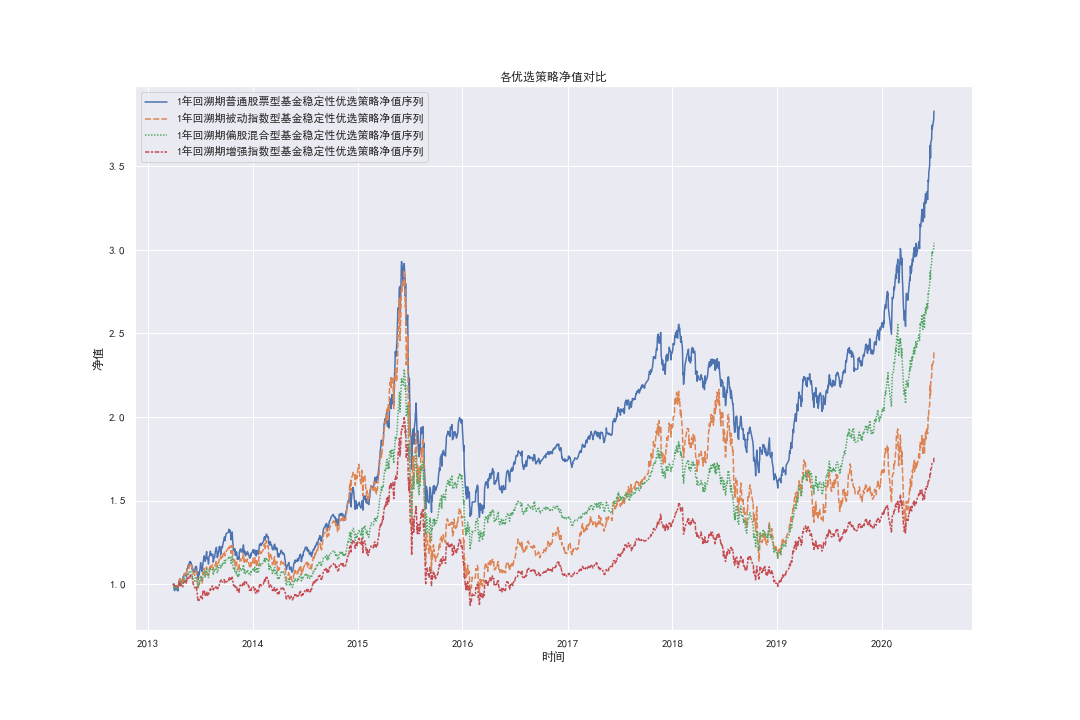 各优选策略净值对比
1年回溯期普通股票型基金稳定性优选策略净值序列
1年回溯期被动指数型基金稳定性优选策略净值序列
1年回溯期偏股混合型基金稳定性优选策略净值序列
1年回溯期增强指数型基金稳定性优选策略净值序列
净值
3.5
3.0
2.5
2.0
1.5
1.0
2013
2014
2015
2016
2017
2018
2019
2020
时间